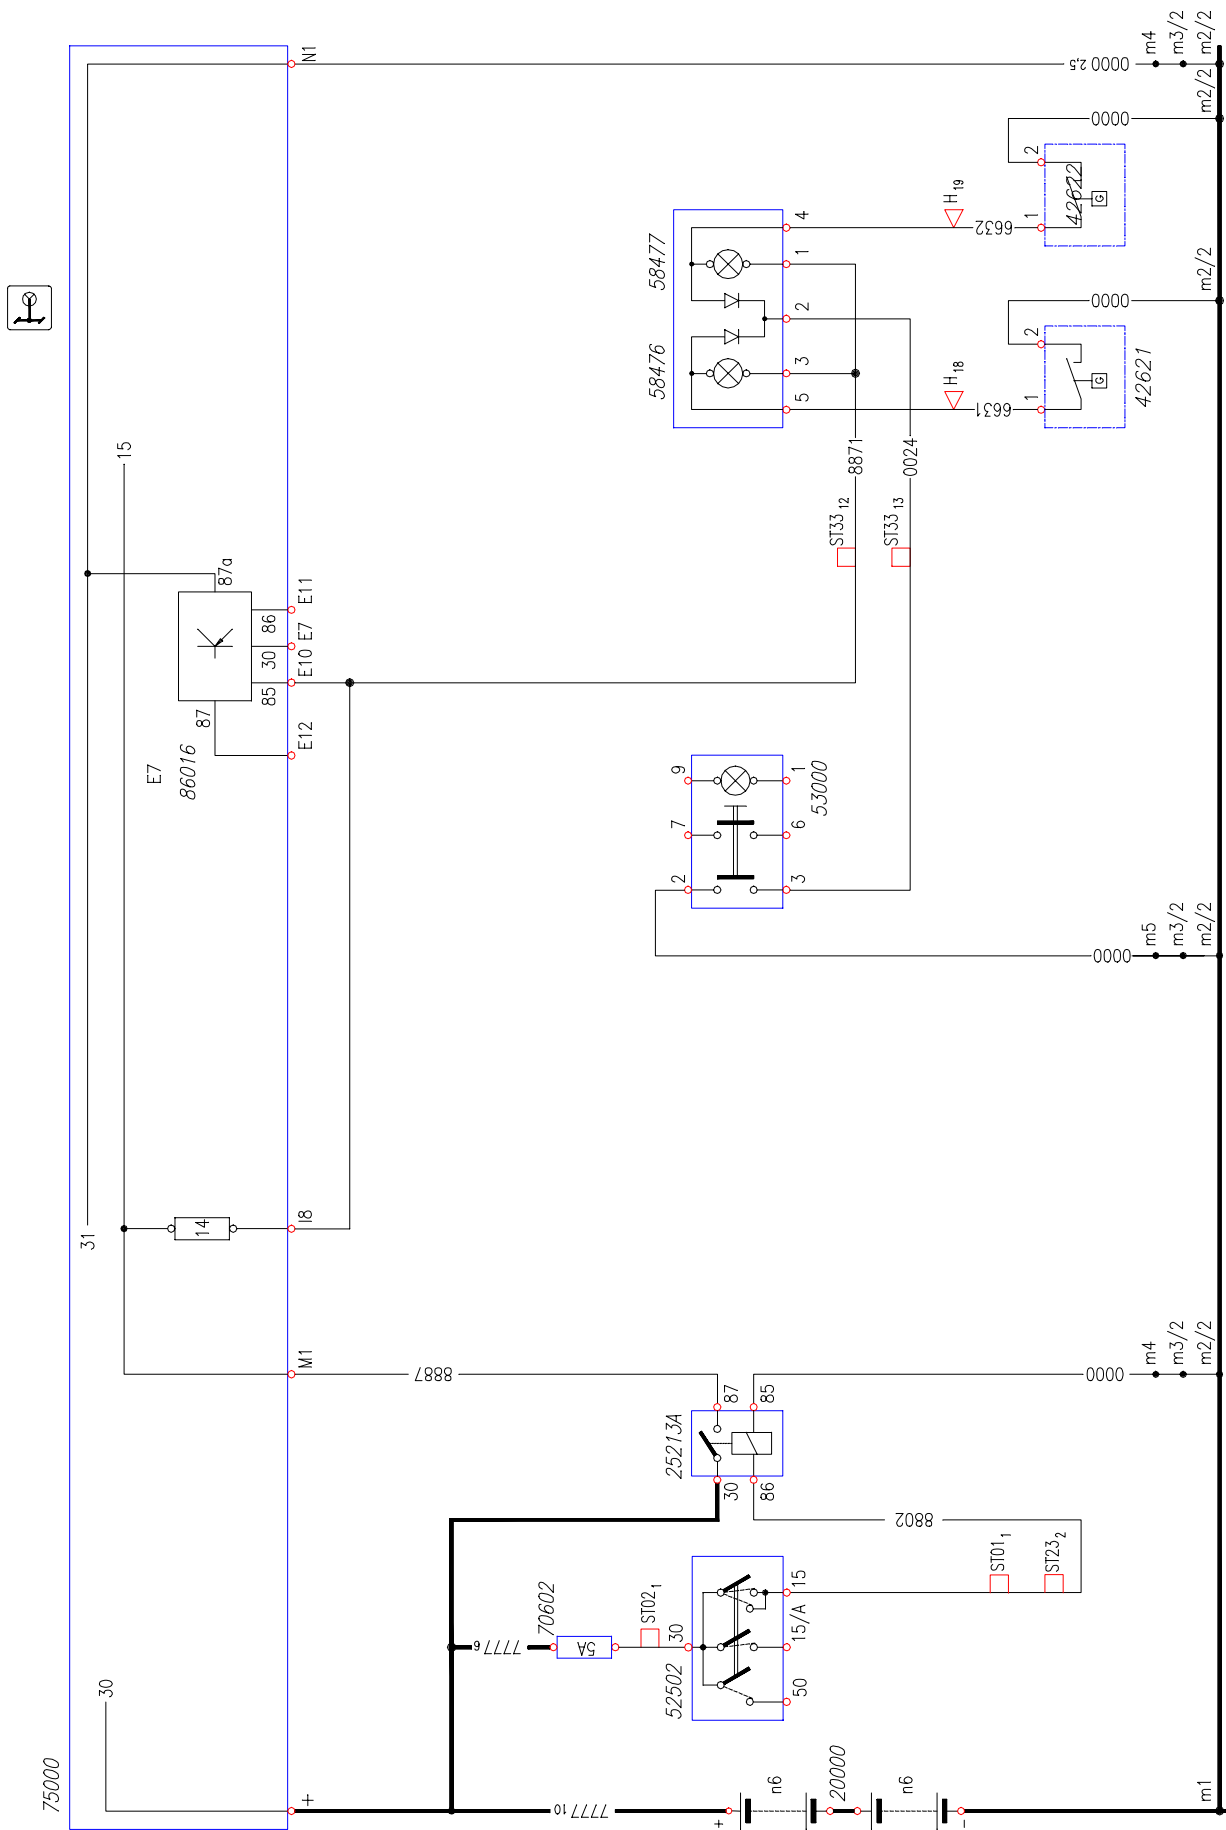 N1
0000 2,5
m4
m3/2
m2/2
m2/2
0000
2
42622
G
1
H19
6632
4
1
58477
2
58476
3
5
m2/2
0000
2
G
1
42621
H18
6631
15
8871
0024
ST33 12
ST33 13
87a
E11
86
E7
30
E10
85
87
E12
E7
86016
9
1
53000
7
6
2
3
m5
m3/2
m2/2
0000
31
14
I8
M1
8887
87
85
25213A
30
86
0000
m4
m3/2
m2/2
8802
ST01 1
ST23 2
70602
5A
7777 6
ST02 1
30
15
15/A
50
52502
30
75000
+
7777 10
+
n6
20000
n6
-
m1